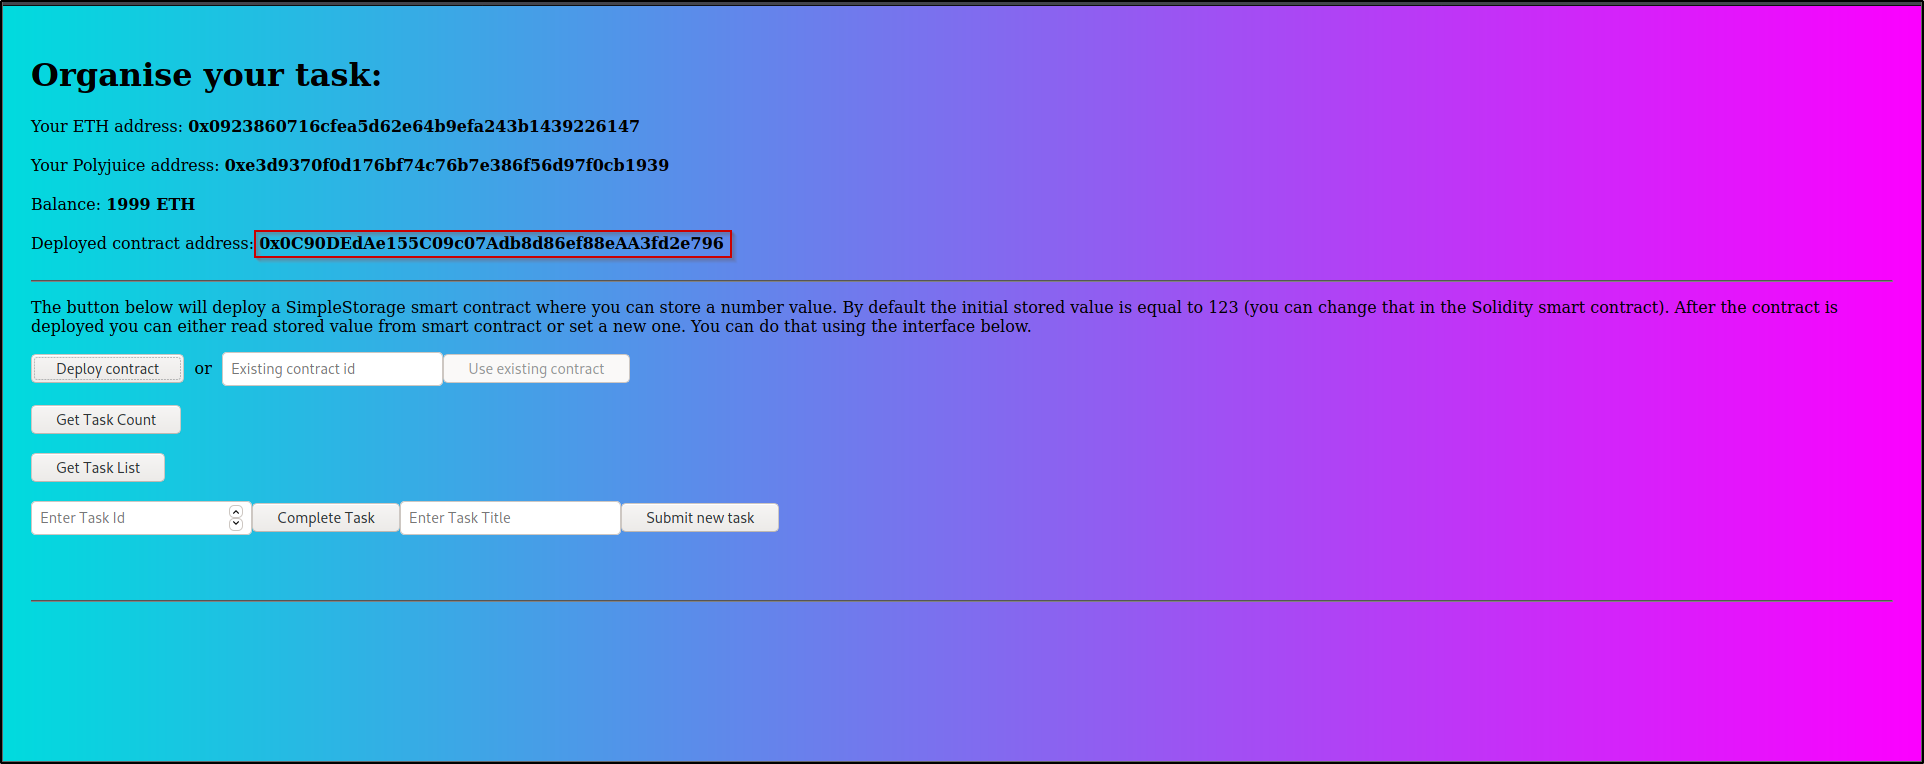 Organise your task:
Your ETH address: 0x0923860716cfea5d62e64b9efa243b1439226147
Your Polyjuice address: 0xe3d9370f0d176bf74c76b7e386f56d97f0cb1939
Balance: 1999 ETH
Deployed contract address: 0x0C90DEdAe155C09c07Adb8d86ef88eAA3fd2e796
The button below will deploy a SimpleStorage smart contract where you can store a number value. By default the initial stored value is equal to 123 (you can change that in the Solidity smart contract). After the contract is
deployed you can either read stored value from smart contract or set a new one. You can do that using the interface below.
Deploy contract or Existing contract id Use existing contract
Get Task Count
Get Task List
Enter Task Id Complete Task Enter Task Title Submit new task